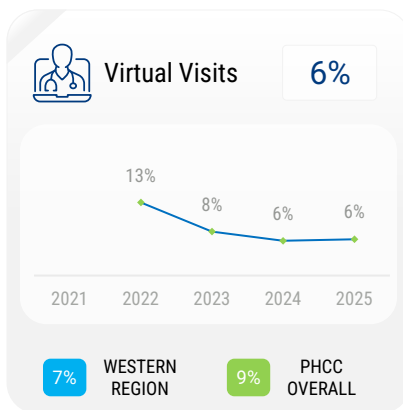 Virtual Visits
6%
13%
8%
6%
6%
2021 2022 2023 2024 2025
7%
WESTERN
REGION
9%
PHCC
OVERALL